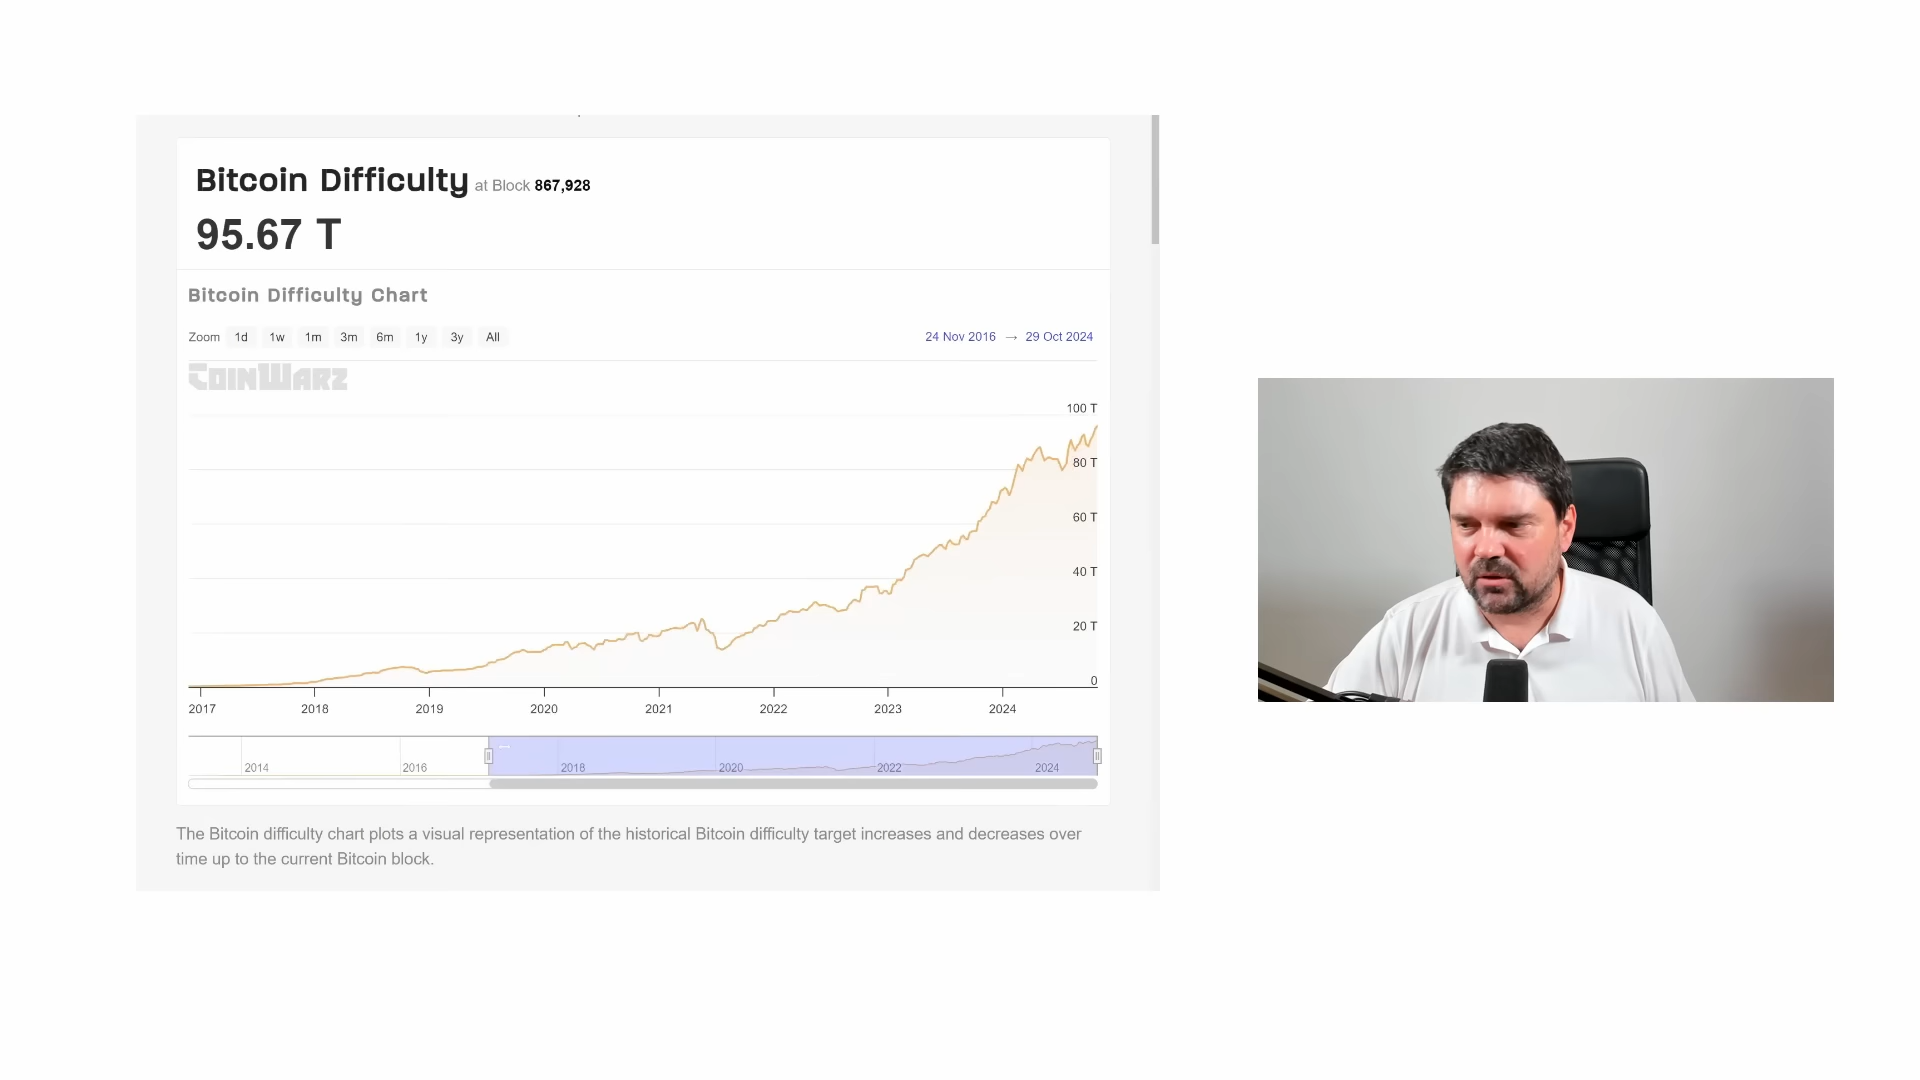 Bitcoin Difficulty at Block 867,928
95.67 T
Bitcoin Difficulty Chart
Zoom 1d 1w 1m 3m 6m 1y 3y All
24 Nov 2016 → 29 Oct 2024
CoinWarz
100 T
80 T
60 T
40 T
20 T
0
2017 2018 2019 2020 2021 2022 2023 2024
2014 2016 2018 2020 2022 2024
The Bitcoin difficulty chart plots a visual representation of the historical Bitcoin difficulty target increases and decreases over
time up to the current Bitcoin block.